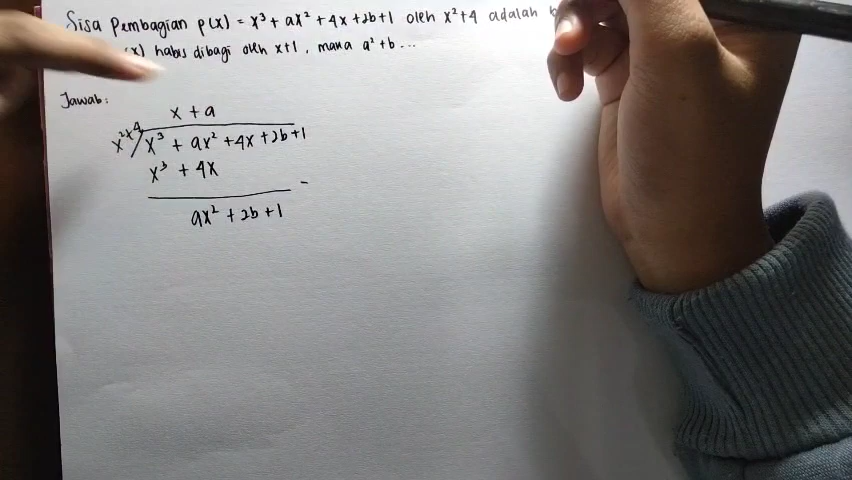 Sisa Pembagian p(x) = x³ + ax² + 4x + 2b + 1 oleh x² + 4 adalah
(x) habis dibagi oleh x+1, maka a² + b ...
Jawab:
x + a
x²+4 / x³ + ax² + 4x + 2b + 1
x³ + 4x
-
ax² + 2b + 1